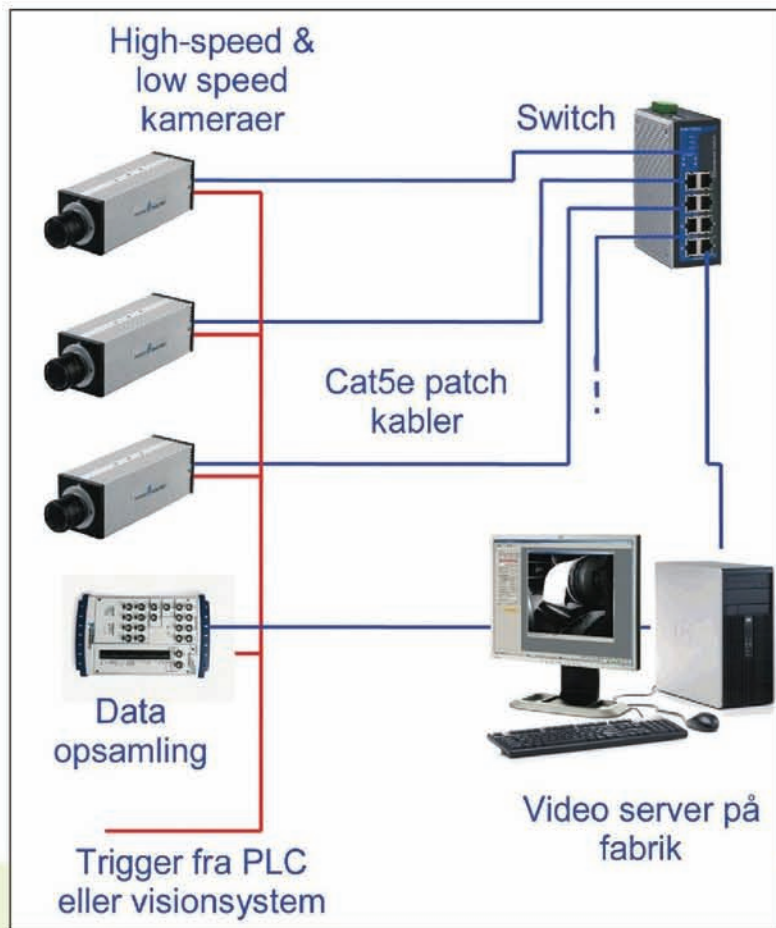 High-speed &
low speed
kameraer
Switch
Cat5e patch
kabler
Data
opsamling
Video server på
fabrik
Trigger fra PLC
eller visionsystem